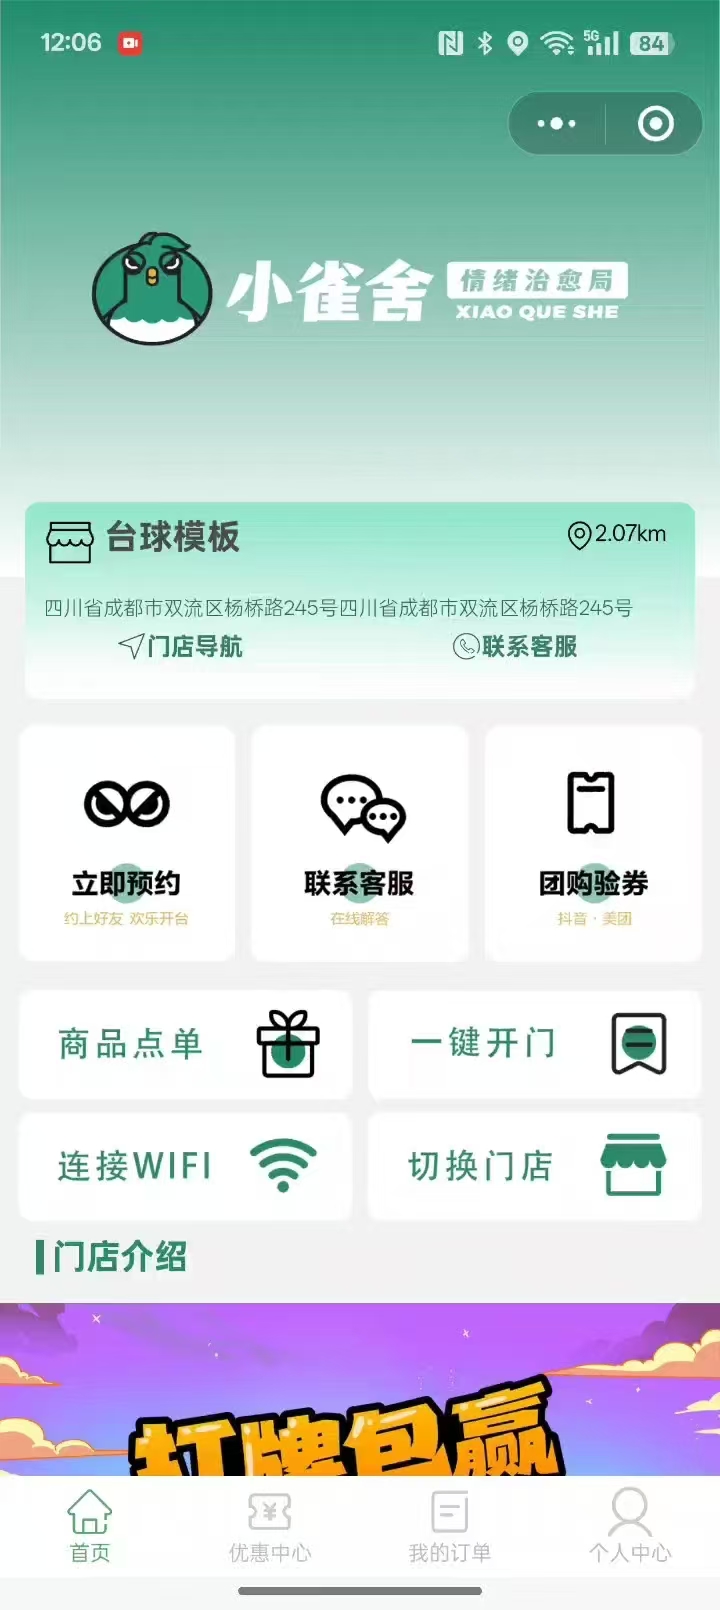 12:06
5G
84
小雀舍
情绪治愈局
XIAO QUE SHE
台球模板
2.07km
四川省成都市双流区杨桥路245号四川省成都市双流区杨桥路245号
门店导航
联系客服
立即预约
约上好友 欢乐开台
联系客服
在线解答
团购验券
抖音·美团
商品点单
一键开门
连接WIFI
切换门店
门店介绍
打牌包赢
首页
优惠中心
我的订单
个人中心